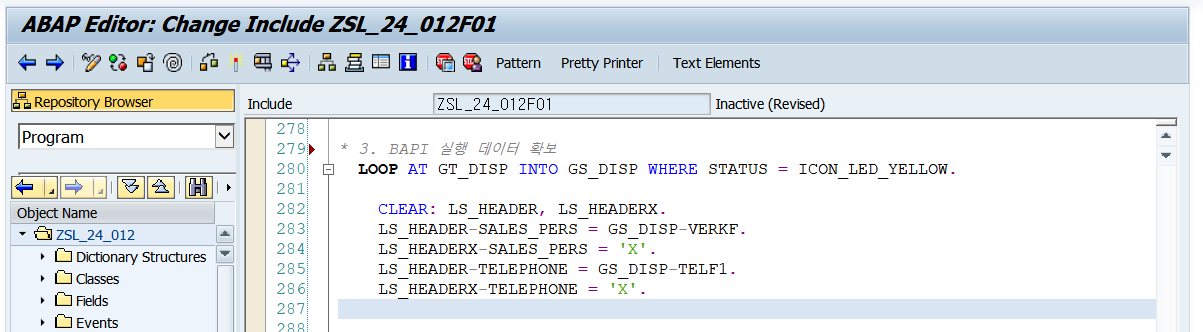 ABAP Editor: Change Include ZSL_24_012F01
Pattern Pretty Printer Text Elements
Repository Browser
Include ZSL_24_012F01 Inactive (Revised)
Program
Object Name
ZSL_24_012
Dictionary Structures
Classes
Fields
Events
278
279 * 3. BAPI 실행 데이터 확보
280 LOOP AT GT_DISP INTO GS_DISP WHERE STATUS = ICON_LED_YELLOW.
281
282 CLEAR: LS_HEADER, LS_HEADERX.
283 LS_HEADER-SALES_PERS = GS_DISP-VERKF.
284 LS_HEADERX-SALES_PERS = 'X'.
285 LS_HEADER-TELEPHONE = GS_DISP-TELF1.
286 LS_HEADERX-TELEPHONE = 'X'.
287
288